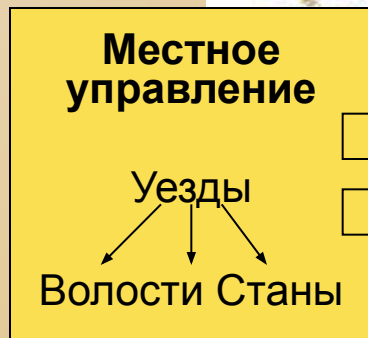 Местное
управление
Уезды
Волости Станы